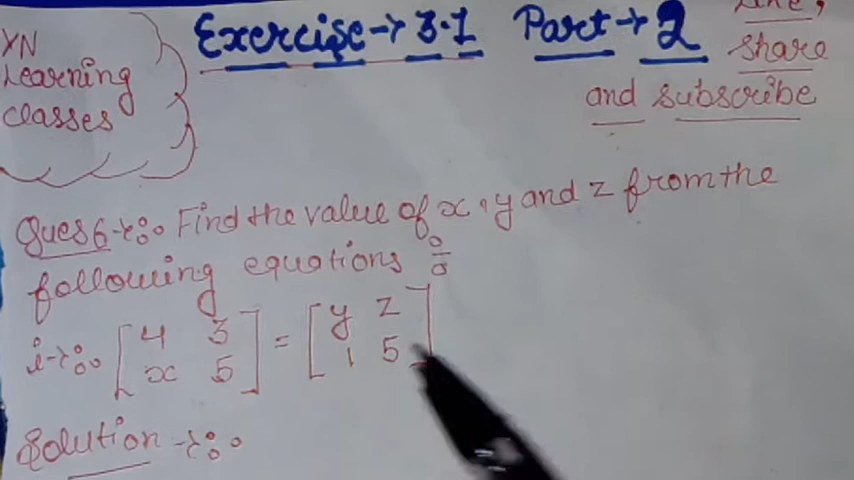 YN
Learning
classes
Exercise → 3.1 Part → 2
share
and subscribe
Ques6 →: Find the value of x, y and z from the
following equations :
i →: [4 3] = [y z]
[x 5] [1 5]
Solution →: